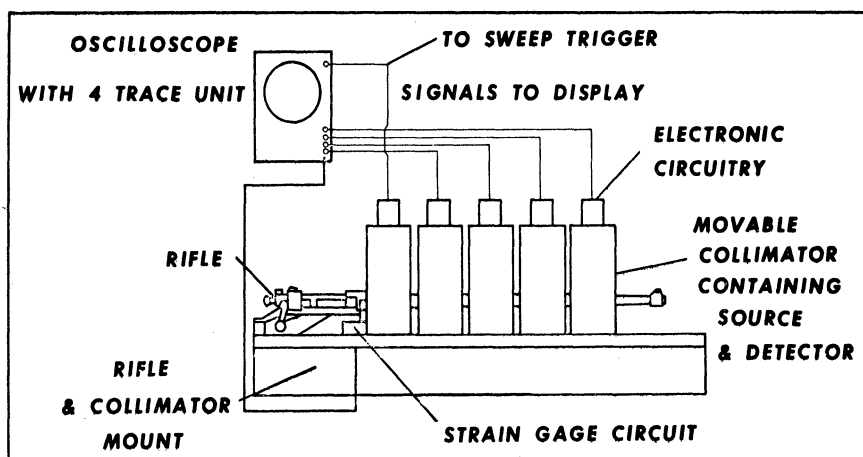 OSCILLOSCOPE
WITH 4 TRACE UNIT
TO SWEEP TRIGGER
SIGNALS TO DISPLAY
ELECTRONIC
CIRCUITRY
MOVABLE
COLLIMATOR
CONTAINING
SOURCE
& DETECTOR
RIFLE
RIFLE
& COLLIMATOR
MOUNT
STRAIN GAGE CIRCUIT